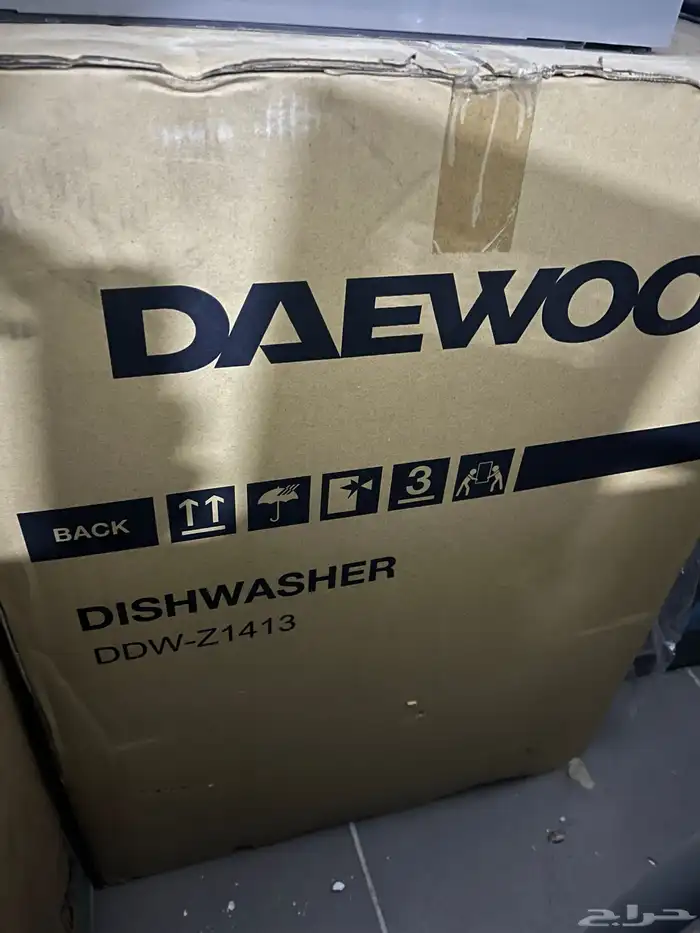 DAEWOO
BACK 3
DISHWASHER
DDW-Z1413
حراج